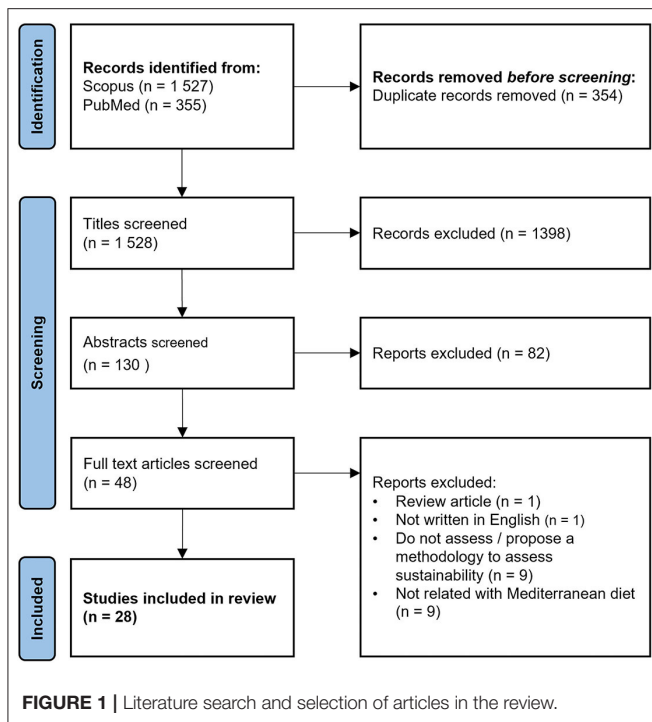 Identification
Records identified from:
Scopus (n = 1 527)
PubMed (n = 355)
Records removed before screening:
Duplicate records removed (n = 354)
Screening
Titles screened
(n = 1 528)
Records excluded (n = 1398)
Abstracts screened
(n = 130 )
Reports excluded (n = 82)
Full text articles screened
(n = 48)
Reports excluded:
• Review article (n = 1)
• Not written in English (n = 1)
• Do not assess / propose a
methodology to assess
sustainability (n = 9)
• Not related with Mediterranean diet
(n = 9)
Included
Studies included in review
(n = 28)
FIGURE 1 | Literature search and selection of articles in the review.